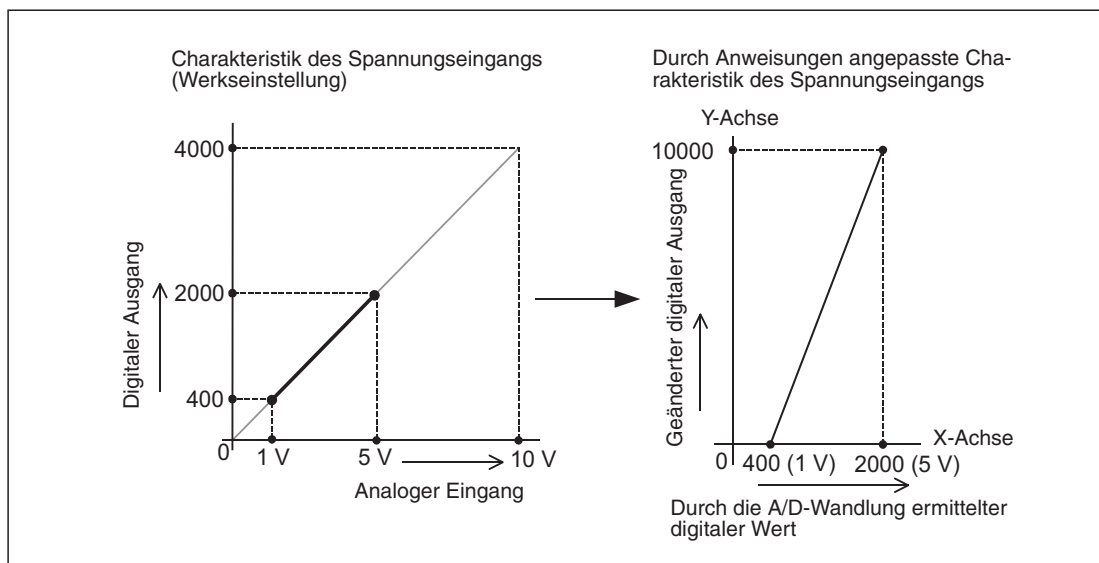 Charakteristik des Spannungseingangs
(Werkseinstellung)
4000
2000
400
0
1 V
5 V
10 V
Digitaler Ausgang
Analoger Eingang
Durch Anweisungen angepasste Cha-
rakteristik des Spannungseingangs
Y-Achse
10000
Geänderter digitaler Ausgang
X-Achse
0
400 (1 V)
2000 (5 V)
Durch die A/D-Wandlung ermittelter
digitaler Wert